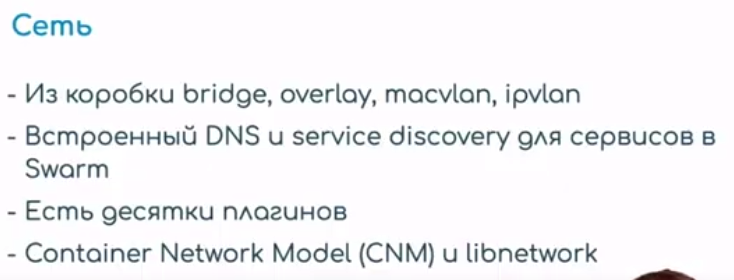 Сеть
- Из коробки bridge, overlay, macvlan, ipvlan
- Встроенный DNS и service discovery для сервисов в
Swarm
- Есть десятки плагинов
- Container Network Model (CNM) и libnetwork